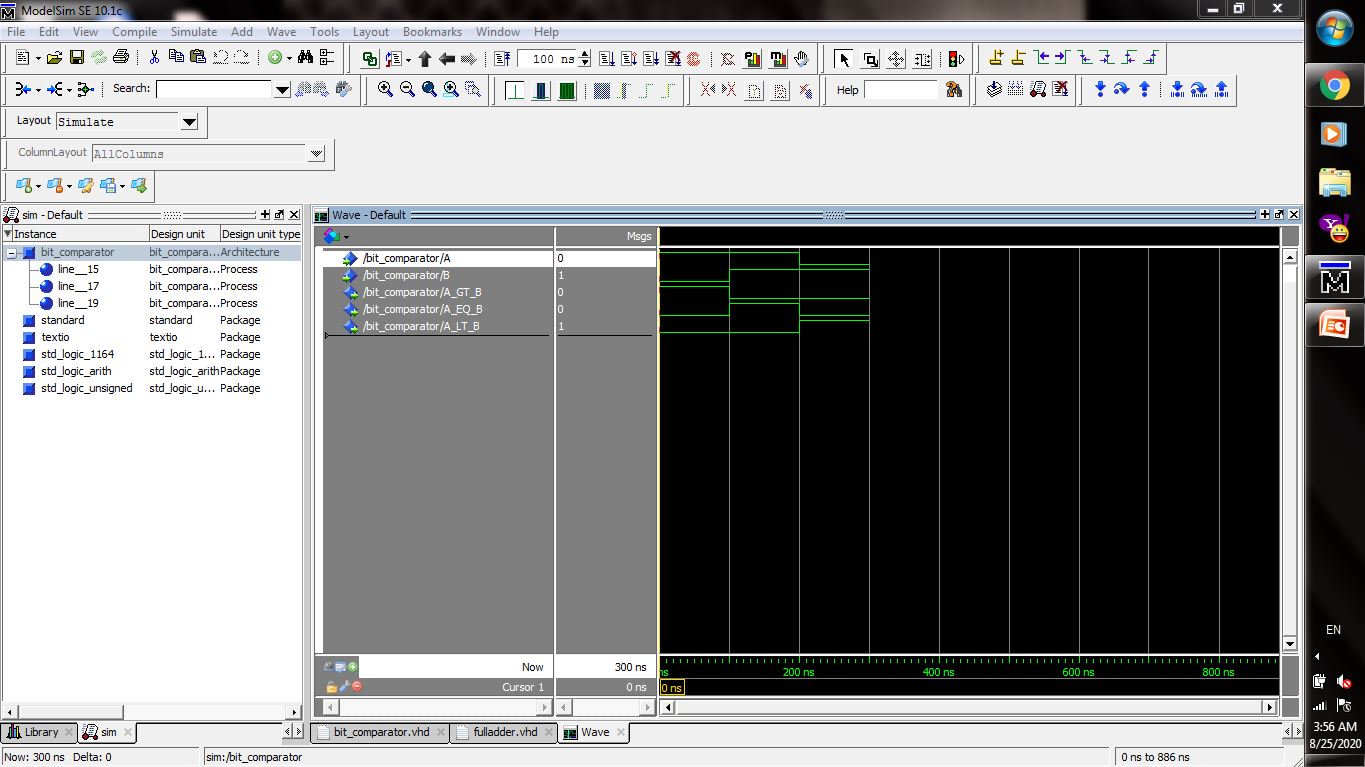 ModelSim SE 10.1c
File Edit View Compile Simulate Add Wave Tools Layout Bookmarks Window Help
100 ns
Search:
Help
Layout Simulate
ColumnLayout AllColumns
sim - Default
Instance Design unit Design unit type
bit_comparator bit_compara... Architecture
line__15 bit_compara... Process
line__17 bit_compara... Process
line__19 bit_compara... Process
standard standard Package
textio textio Package
std_logic_1164 std_logic_1... Package
std_logic_arith std_logic_arith Package
std_logic_unsigned std_logic_u... Package
Wave - Default
Msgs
/bit_comparator/A 0
/bit_comparator/B 1
/bit_comparator/A_GT_B 0
/bit_comparator/A_EQ_B 0
/bit_comparator/A_LT_B 1
Now 300 ns
ns 200 ns 400 ns 600 ns 800 ns
Cursor 1 0 ns
0 ns
Library sim
bit_comparator.vhd fulladder.vhd Wave
Now: 300 ns Delta: 0 sim:/bit_comparator 0 ns to 886 ns
EN
3:56 AM
8/25/2020